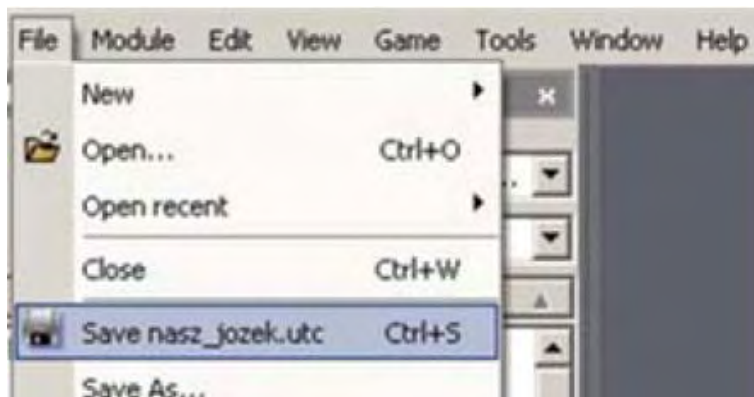 File Module Edit View Game Tools Window Help
New
Open... Ctrl+O
Open recent
Close Ctrl+W
Save nasz_jozek.utc Ctrl+S
Save As...